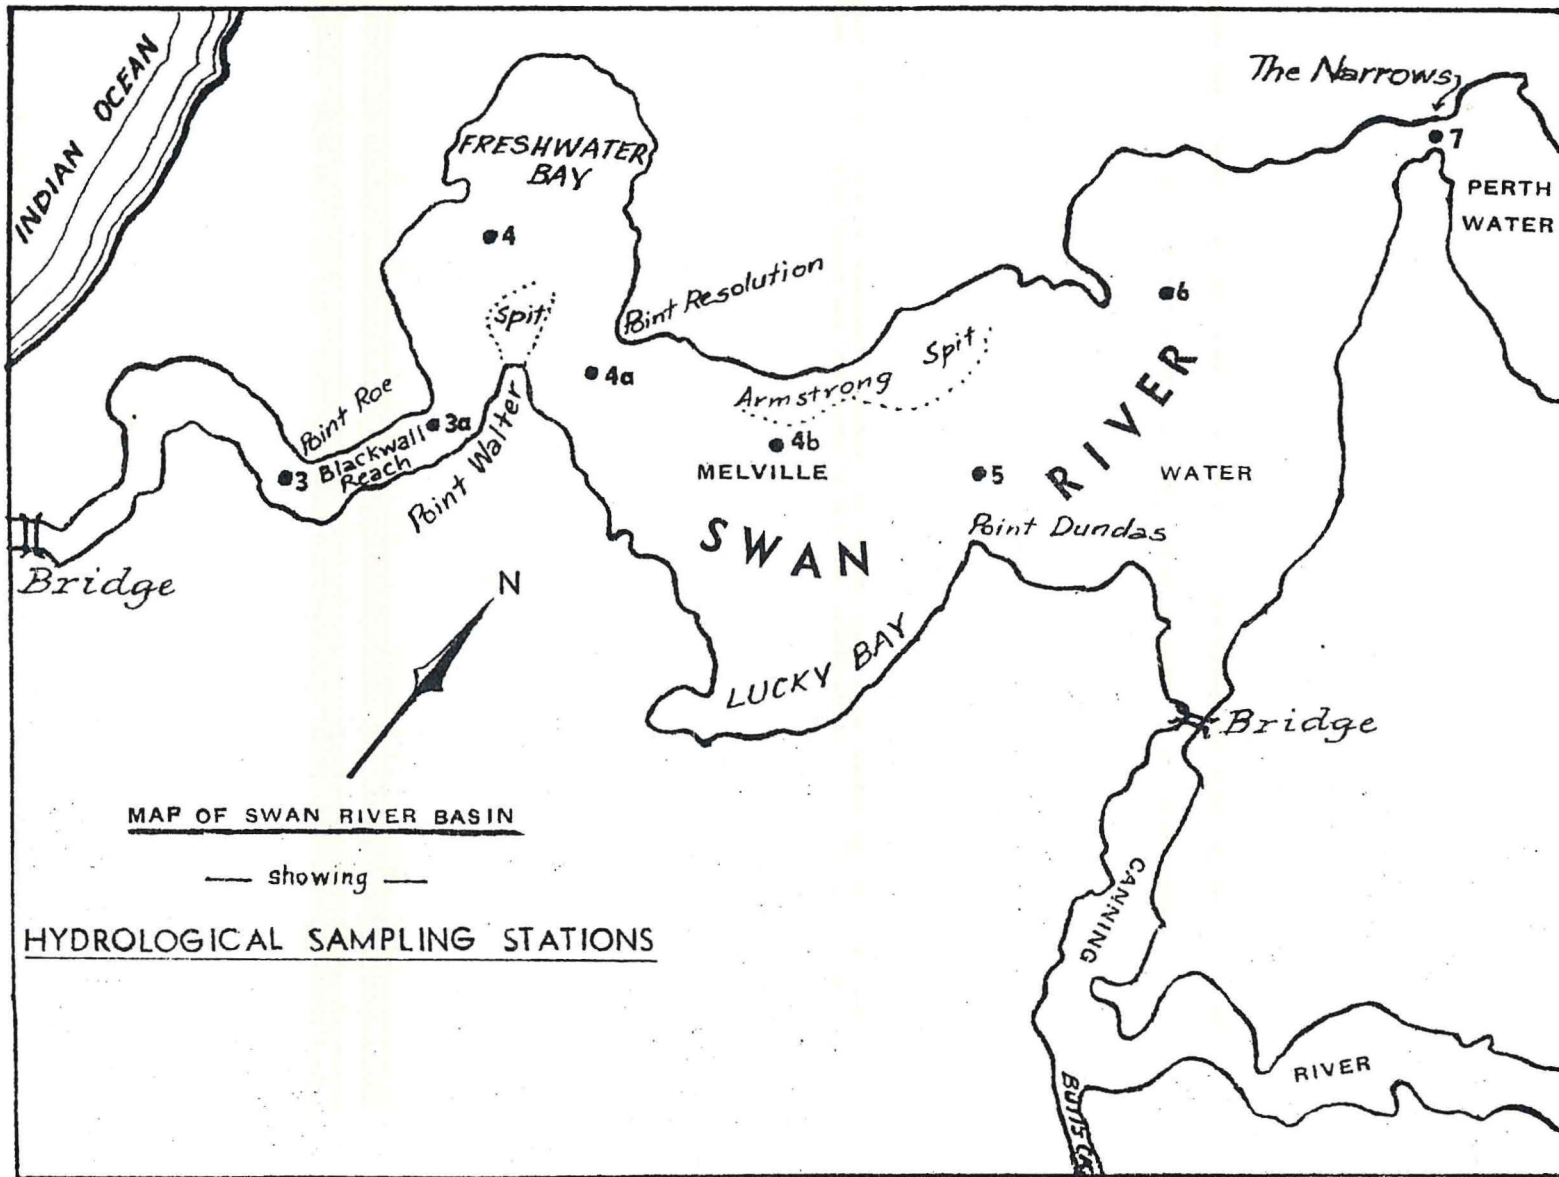 INDIAN OCEAN
The Narrows
7
PERTH
WATER
FRESHWATER
BAY
4
Spit
Point Resolution
6
4a
Armstrong Spit
Point Roe
3a
Blackwall
Reach
3
Point Walter
4b
MELVILLE
WATER
5
SWAN
RIVER
Point Dundas
Bridge
N
LUCKY BAY
Bridge
MAP OF SWAN RIVER BASIN
— showing —
HYDROLOGICAL SAMPLING STATIONS
CANNING
RIVER